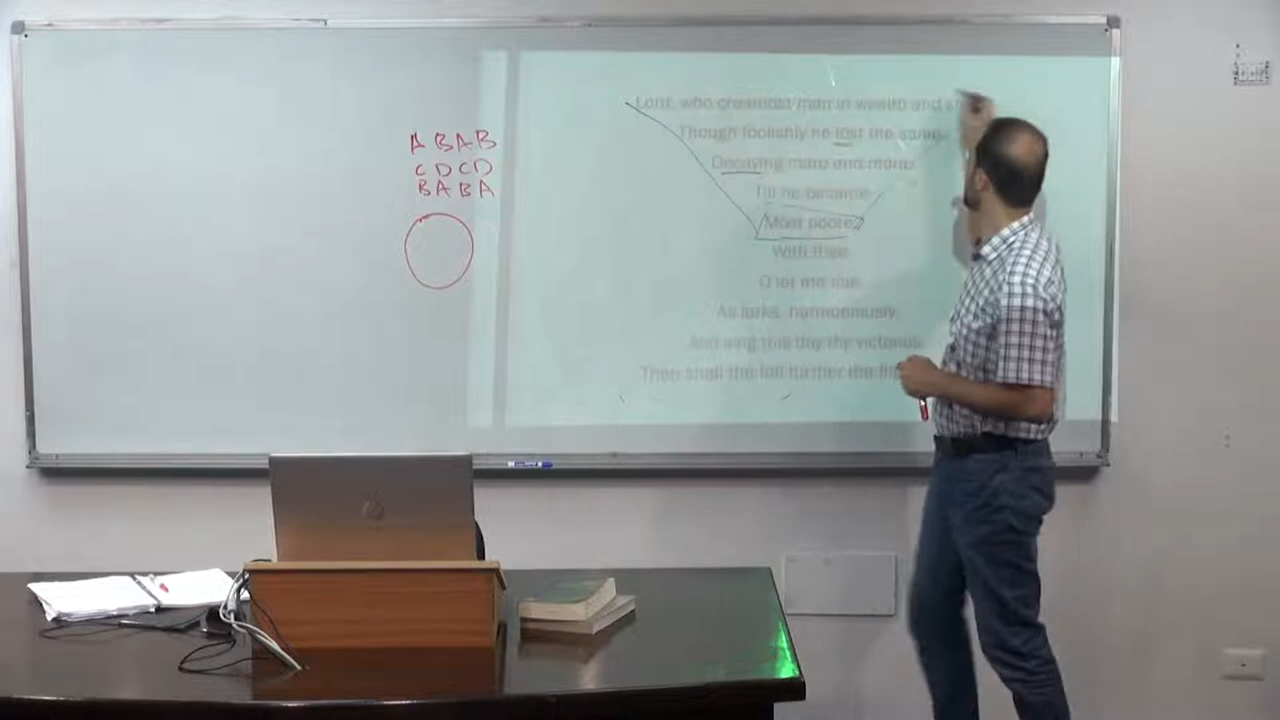 A B A B
C D C D
B A B A
Lord, who createdst man in wealth and
Though foolishly he lost the same
Decaying more and more
Till he became
Most poore
With thee
O let me rise
As larks, harmoniously,
And sing this day thy victories
Then shall the fall further the